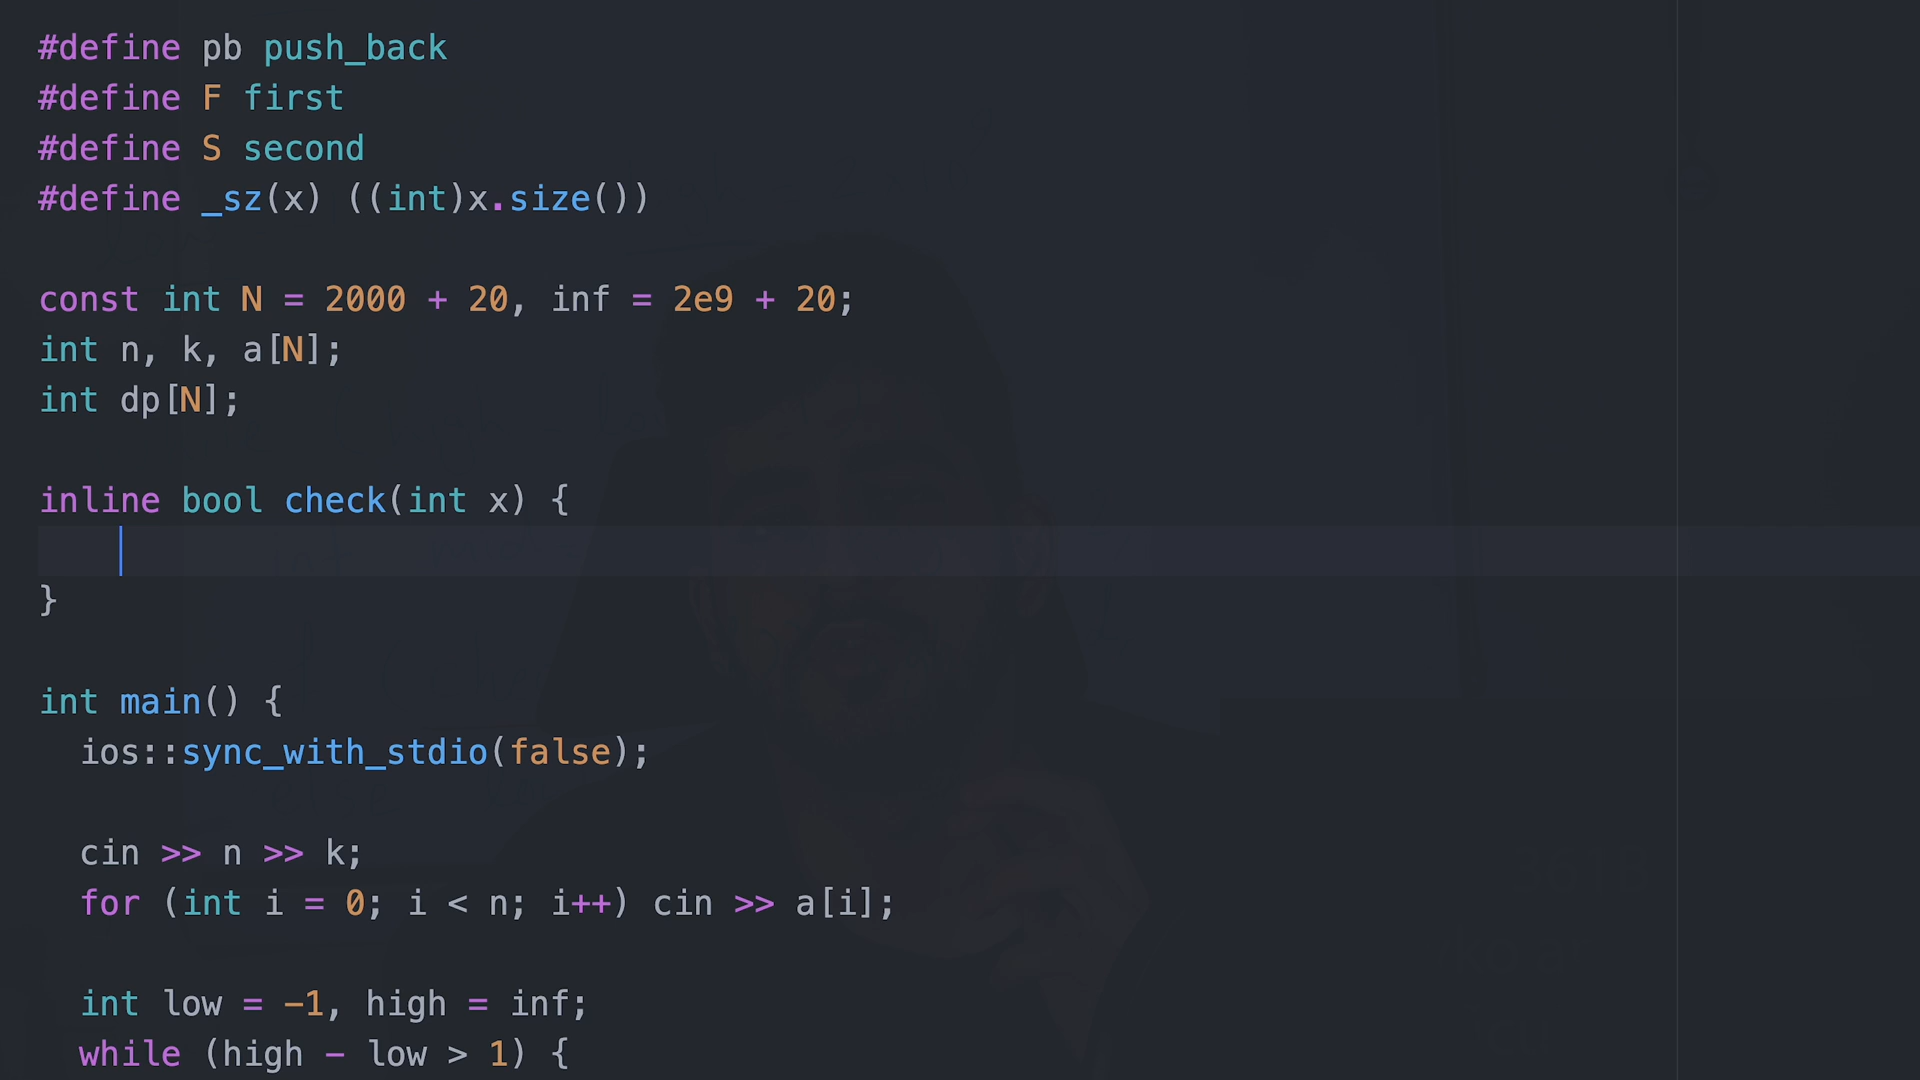 #define pb push_back
#define F first
#define S second
#define _sz(x) ((int)x.size())
const int N = 2000 + 20, inf = 2e9 + 20;
int n, k, a[N];
int dp[N];
inline bool check(int x) {
}
int main() {
ios::sync_with_stdio(false);
cin >> n >> k;
for (int i = 0; i < n; i++) cin >> a[i];
int low = -1, high = inf;
while (high - low > 1) {